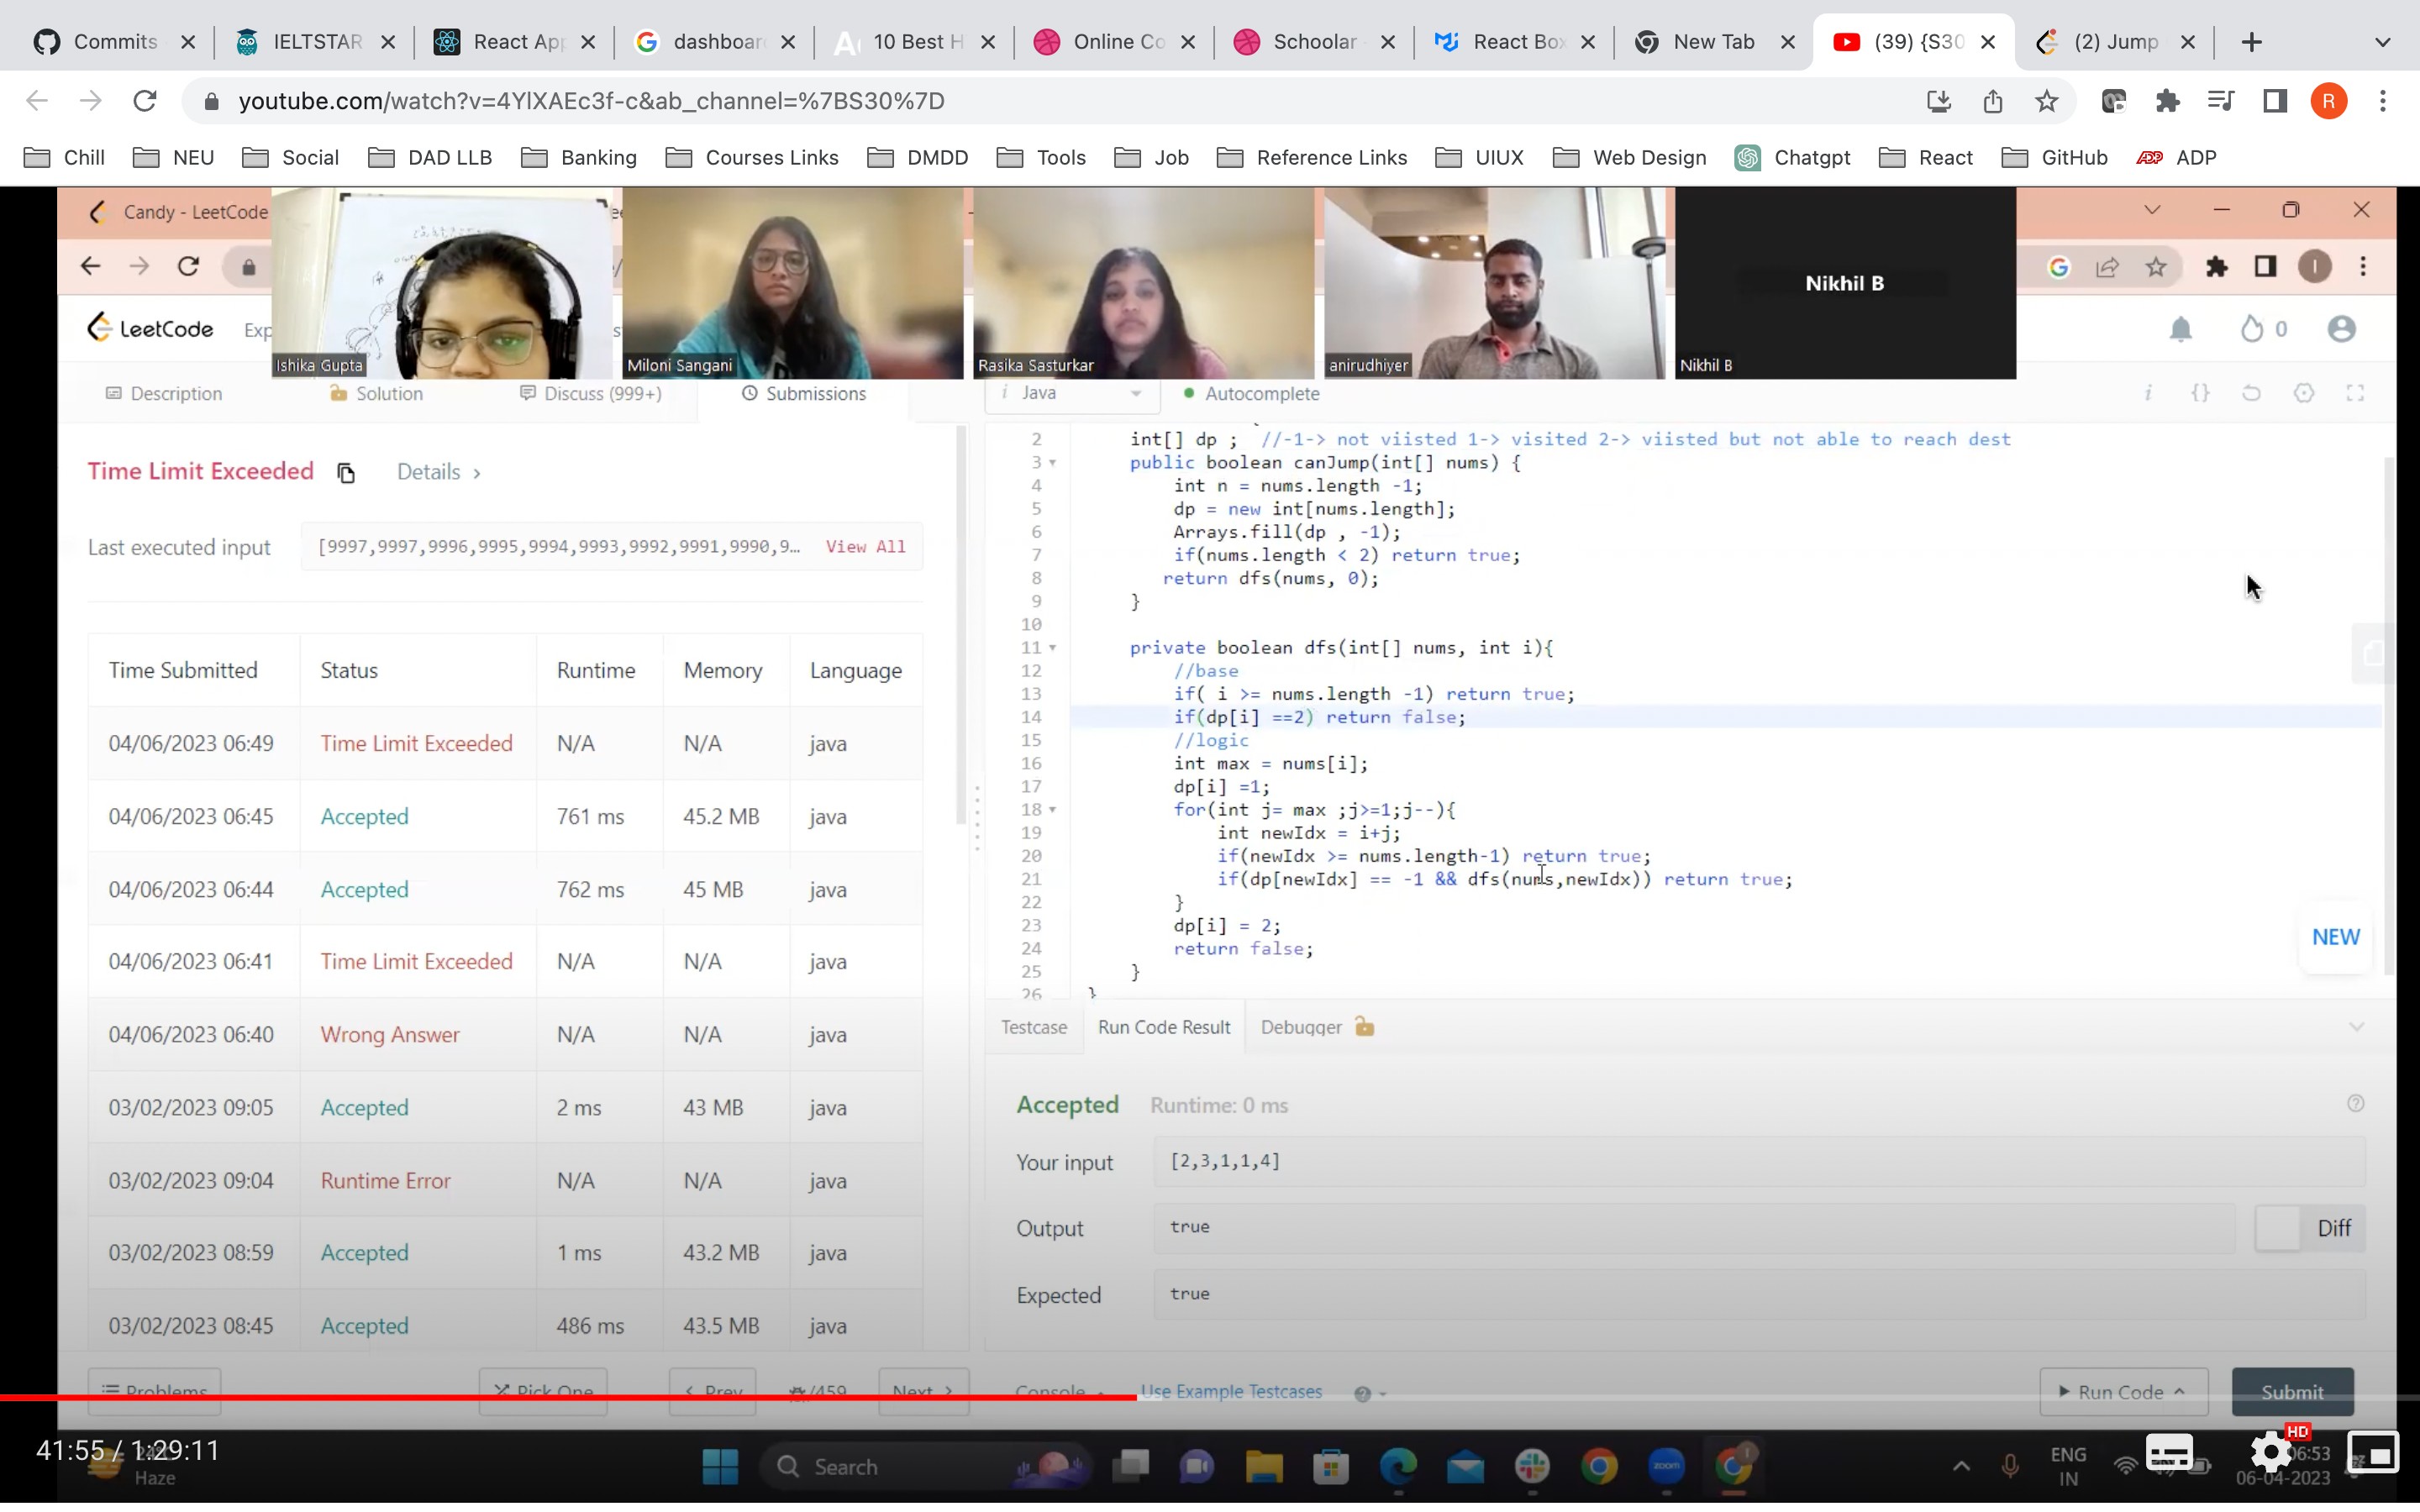 Commits
IELTSTAR
React App
dashboar
10 Best H
Online Co
Schoolar
React Box
New Tab
(39) {S30
(2) Jump
youtube.com/watch?v=4YlXAEc3f-c&ab_channel=%7BS30%7D
R
Chill NEU Social DAD LLB Banking Courses Links DMDD Tools Job Reference Links UIUX Web Design Chatgpt React GitHub ADP ADP
Candy - LeetCode
I
LeetCode Exp
0
Ishika Gupta
Miloni Sangani
Rasika Sasturkar
anirudhiyer
Nikhil B
Nikhil B
Description Solution Discuss (999+) Submissions
Time Limit Exceeded Details >
Last executed input [9997,9997,9996,9995,9994,9993,9992,9991,9990,9... View All
Time Submitted Status Runtime Memory Language
04/06/2023 06:49 Time Limit Exceeded N/A N/A java
04/06/2023 06:45 Accepted 761 ms 45.2 MB java
04/06/2023 06:44 Accepted 762 ms 45 MB java
04/06/2023 06:41 Time Limit Exceeded N/A N/A java
04/06/2023 06:40 Wrong Answer N/A N/A java
03/02/2023 09:05 Accepted 2 ms 43 MB java
03/02/2023 09:04 Runtime Error N/A N/A java
03/02/2023 08:59 Accepted 1 ms 43.2 MB java
03/02/2023 08:45 Accepted 486 ms 43.5 MB java
Problems Pick One < Prev /459 Next >
i Java Autocomplete
i {}
2 int[] dp ; //-1-> not viisted 1-> visited 2-> viisted but not able to reach dest
3 public boolean canJump(int[] nums) {
4 int n = nums.length -1;
5 dp = new int[nums.length];
6 Arrays.fill(dp , -1);
7 if(nums.length < 2) return true;
8 return dfs(nums, 0);
9 }
10
11 private boolean dfs(int[] nums, int i){
12 //base
13 if( i >= nums.length -1) return true;
14 if(dp[i] ==2) return false;
15 //logic
16 int max = nums[i];
17 dp[i] =1;
18 for(int j= max ;j>=1;j--){
19 int newIdx = i+j;
20 if(newIdx >= nums.length-1) return true;
21 if(dp[newIdx] == -1 && dfs(nums,newIdx)) return true;
22 }
23 dp[i] = 2;
24 return false;
25 }
26 }
NEW
Testcase Run Code Result Debugger
Accepted Runtime: 0 ms
Your input [2,3,1,1,4]
Output true Diff
Expected true
Console Use Example Testcases Run Code Submit
41:55 / 1:29:11
Haze
Search
zoom
ENG
IN
HD
06:53
06-04-2023